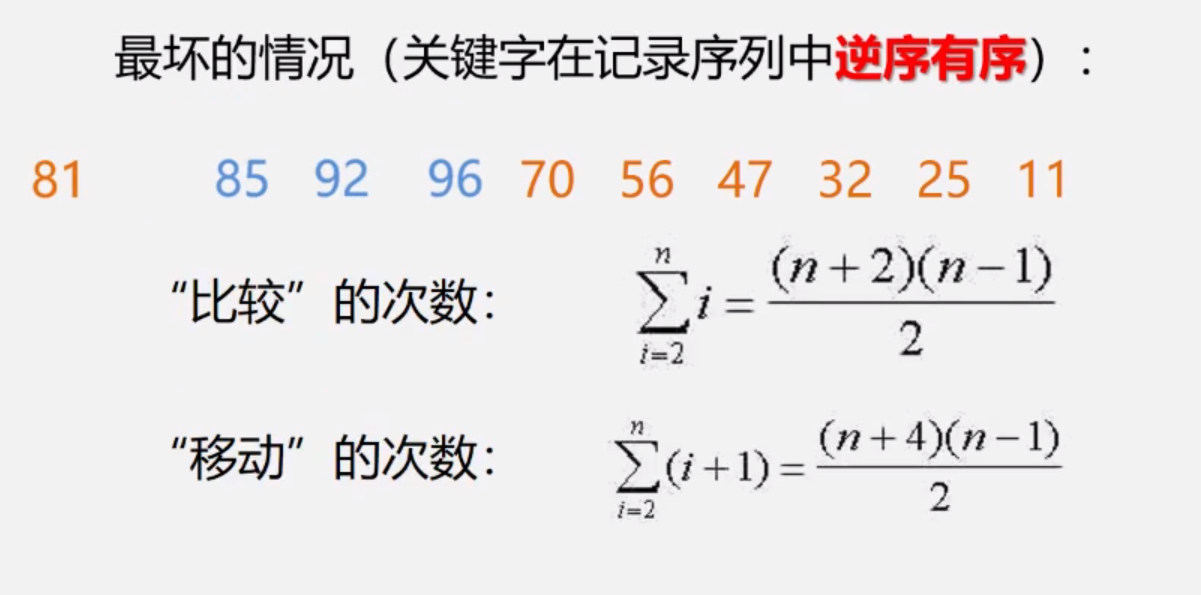 最坏的情况（关键字在记录序列中逆序有序）：
81 85 92 96 70 56 47 32 25 11
“比较”的次数： \sum_{i=2}^{n} i = \frac{(n+2)(n-1)}{2}
“移动”的次数： \sum_{i=2}^{n} (i+1) = \frac{(n+4)(n-1)}{2}